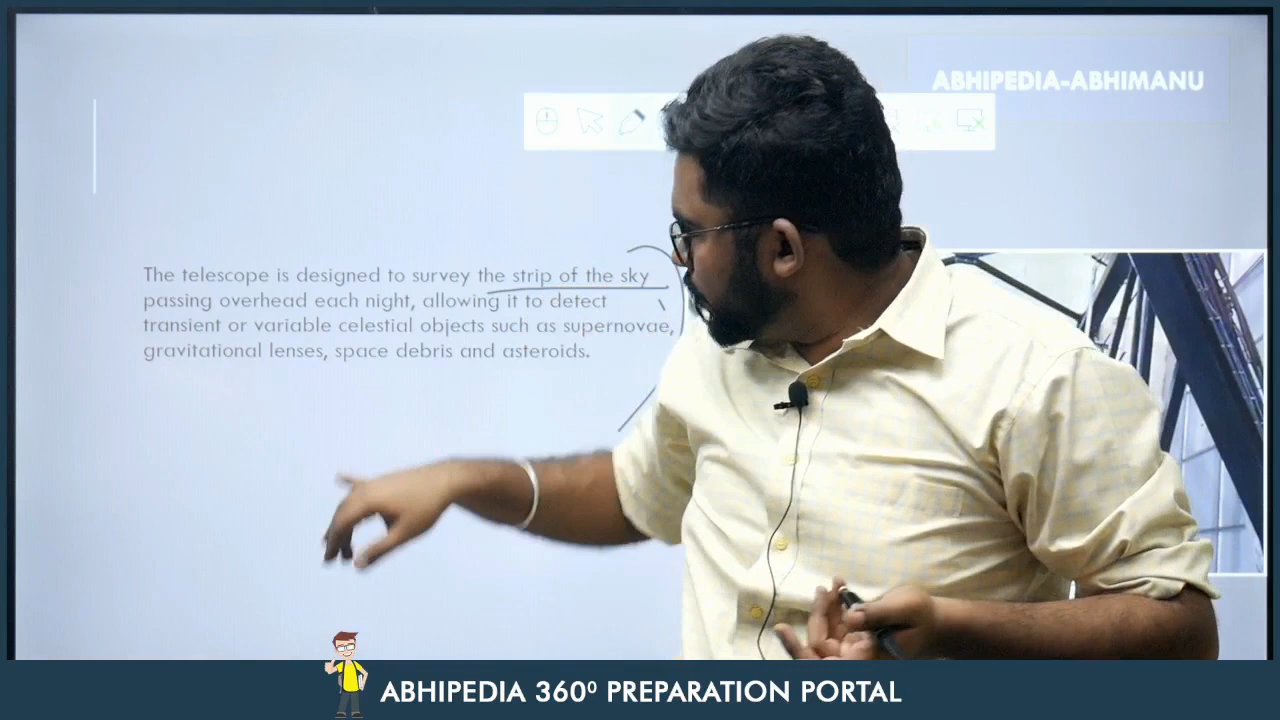 ABHIPEDIA-ABHIMANU
The telescope is designed to survey the strip of the sky
passing overhead each night, allowing it to detect
transient or variable celestial objects such as supernovae,
gravitational lenses, space debris and asteroids.
ABHIPEDIA 360⁰ PREPARATION PORTAL